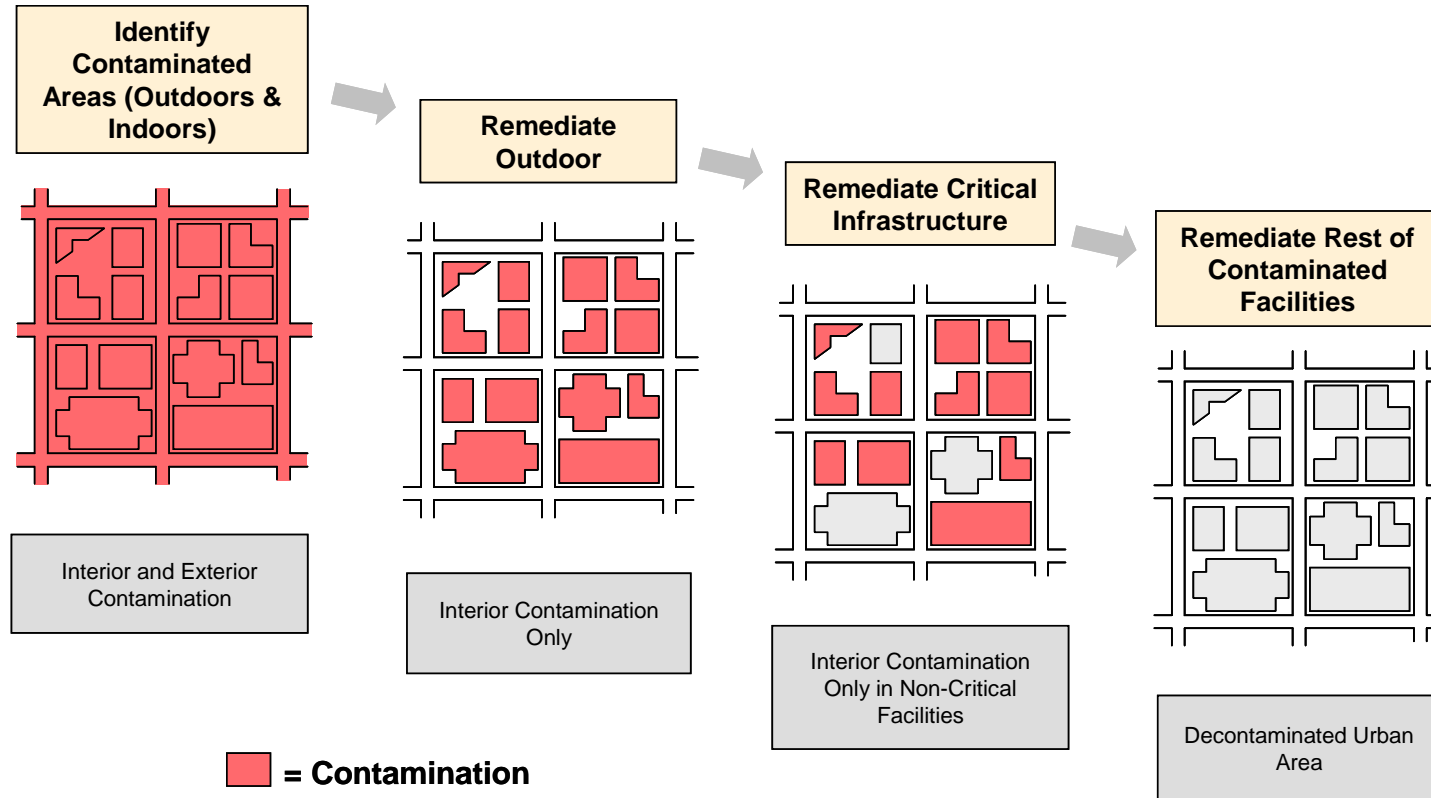 Identify
Contaminated
Areas (Outdoors &
Indoors)
Remediate
Outdoor
Remediate Critical
Infrastructure
Remediate Rest of
Contaminated
Facilities
Interior and Exterior
Contamination
Interior Contamination
Only
Interior Contamination
Only in Non-Critical
Facilities
Decontaminated Urban
Area
= Contamination